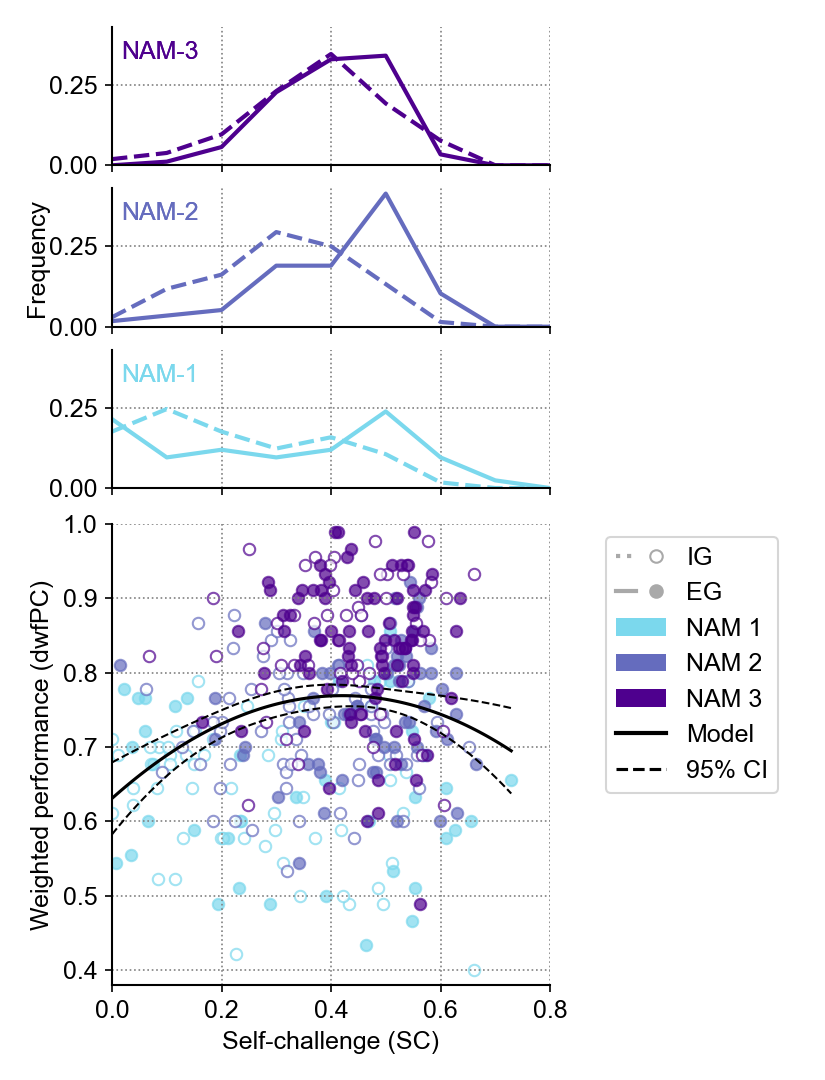 NAM-3
0.25
0.00
NAM-2
0.25
0.00
Frequency
NAM-1
0.25
0.00
1.0
0.9
0.8
0.7
0.6
0.5
0.4
Weighted performance (dwfPC)
0.0 0.2 0.4 0.6 0.8
Self-challenge (SC)
IG
EG
NAM 1
NAM 2
NAM 3
Model
95% CI